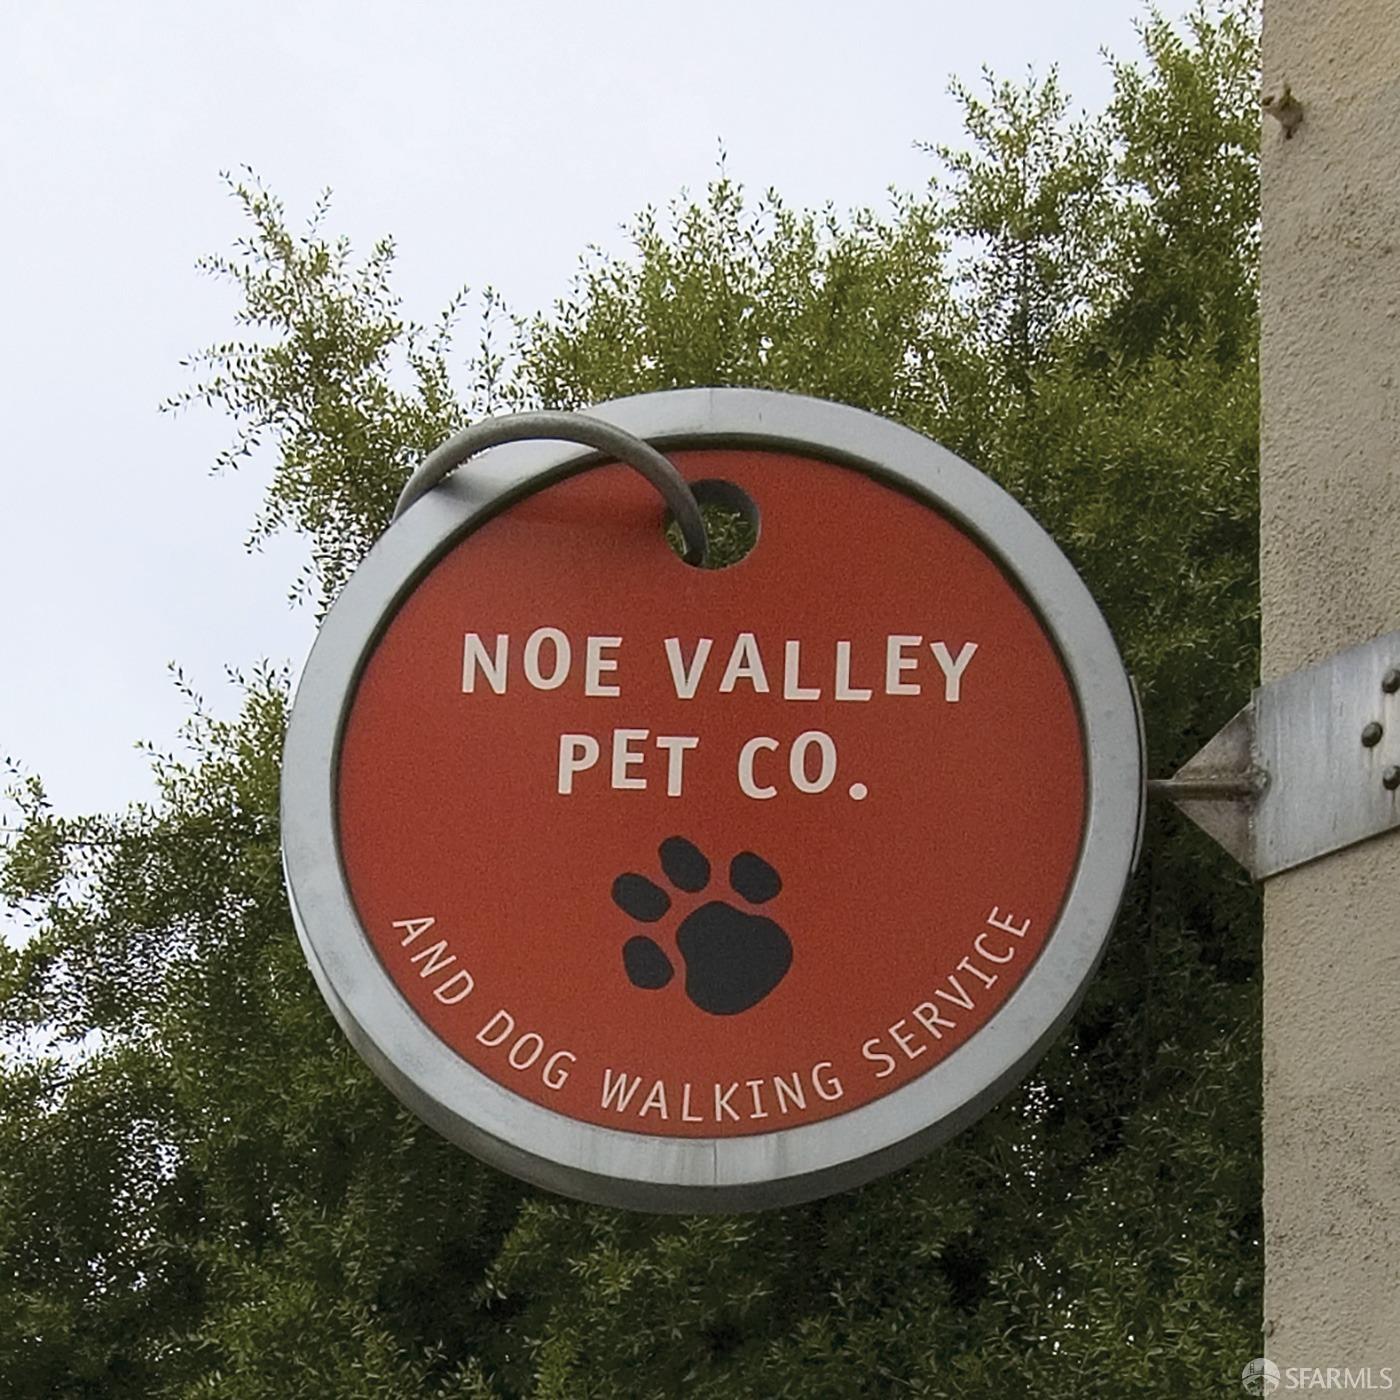 NOE VALLEY
PET CO.
AND DOG WALKING SERVICE
SFARMLS